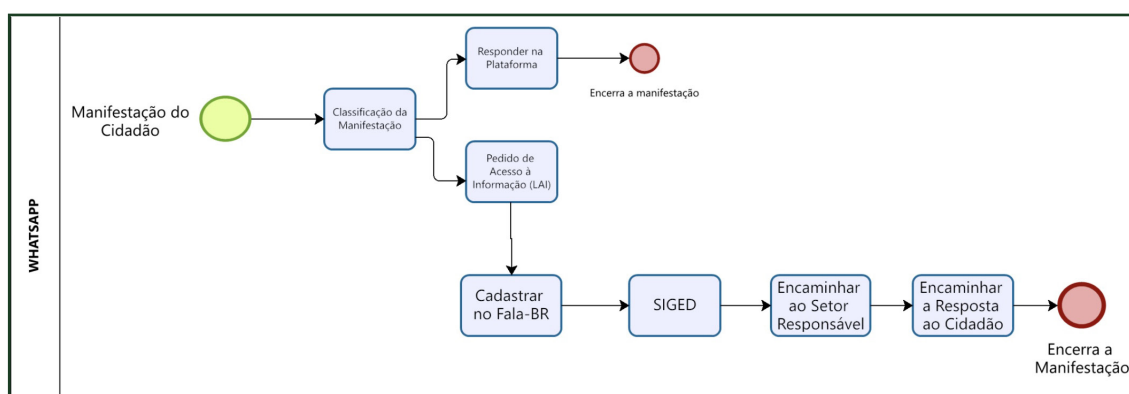 WHATSAPP
Manifestação do
Cidadão
Classificação da
Manifestação
Responder na
Plataforma
Encerra a manifestação
Pedido de
Acesso à
Informação (LAI)
Cadastrar
no Fala-BR
SIGED
Encaminhar
ao Setor
Responsável
Encaminhar
a Resposta
ao Cidadão
Encerra a
Manifestação